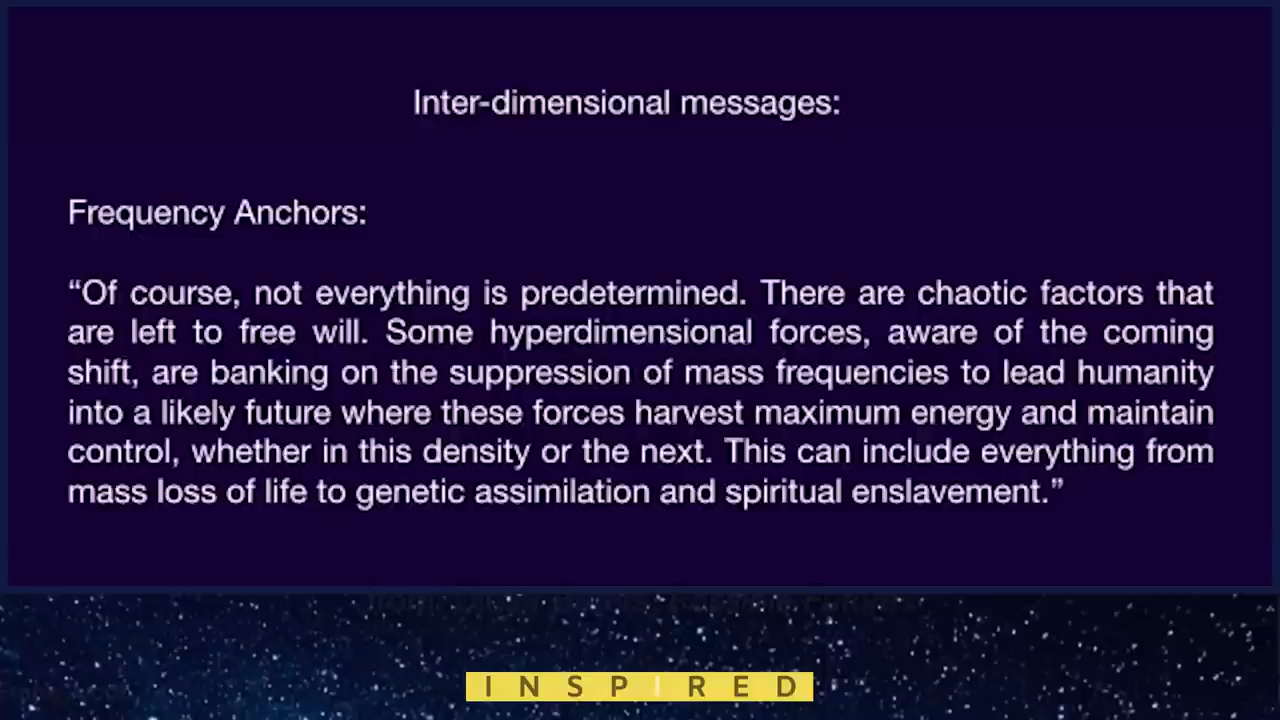 Inter-dimensional messages:
Frequency Anchors:
“Of course, not everything is predetermined. There are chaotic factors that
are left to free will. Some hyperdimensional forces, aware of the coming
shift, are banking on the suppression of mass frequencies to lead humanity
into a likely future where these forces harvest maximum energy and maintain
control, whether in this density or the next. This can include everything from
mass loss of life to genetic assimilation and spiritual enslavement.”
INSPIRED